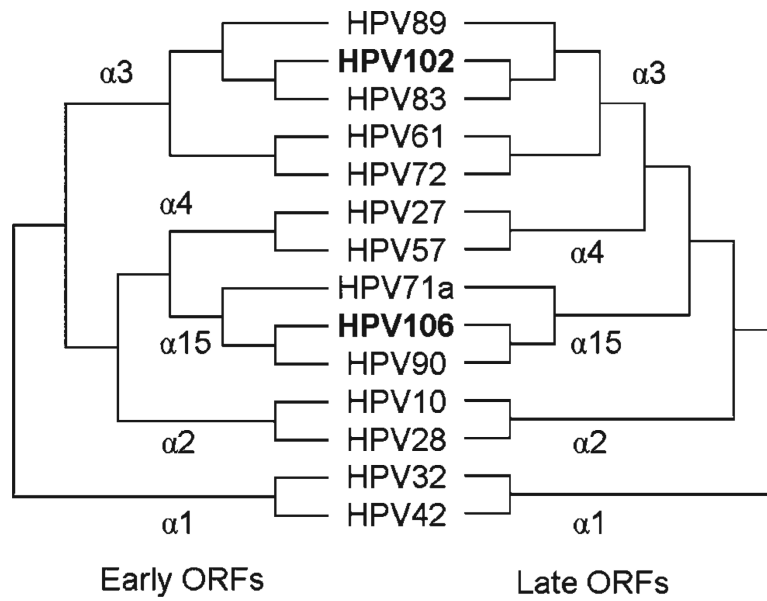 HPV89
α3
HPV102
α3
HPV83
HPV61
HPV72
α4
HPV27
HPV57
α4
HPV71a
HPV106
α15
α15
HPV90
HPV10
HPV28
α2
α2
HPV32
HPV42
α1
α1
Early ORFs
Late ORFs